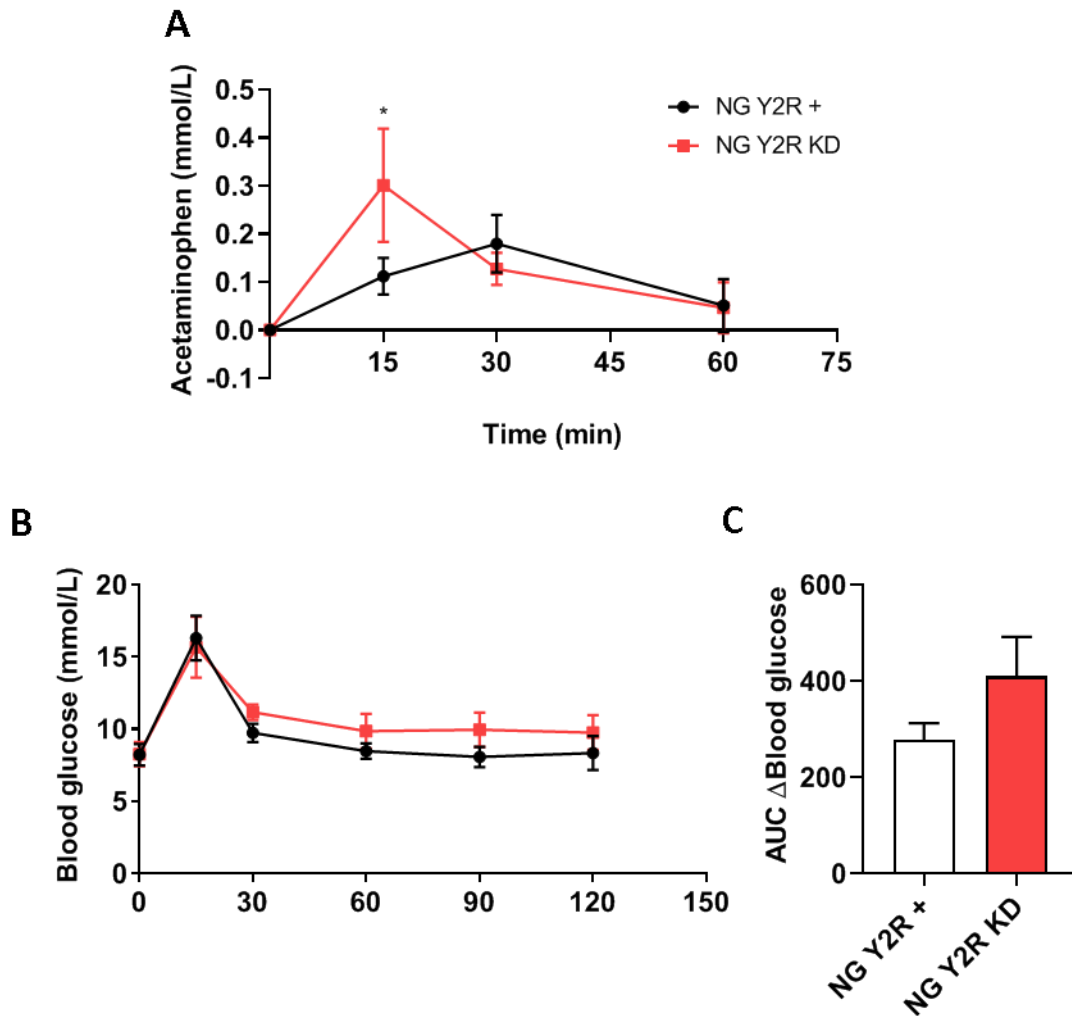 A
Acetaminophen (mmol/L)
0.5
0.4
0.3
0.2
0.1
0.0
-0.1
*
NG Y2R +
NG Y2R KD
15 30 45 60 75
Time (min)
B
Blood glucose (mmol/L)
20
15
10
5
0
0 30 60 90 120 150
C
AUC ΔBlood glucose
600
400
200
0
NG Y2R +
NG Y2R KD